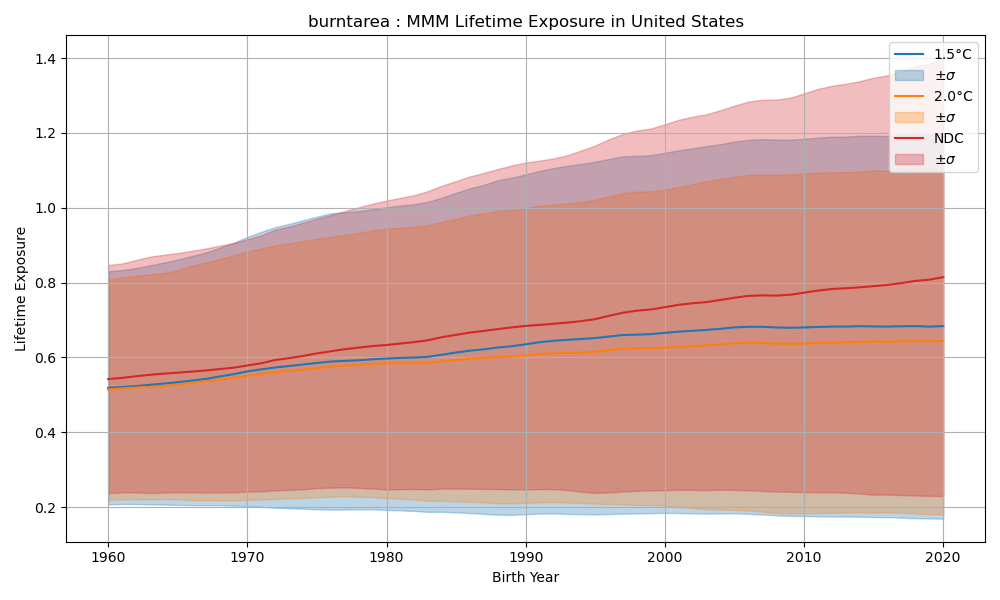 burntarea : MMM Lifetime Exposure in United States
1.4
1.2
1.0
0.8
0.6
0.4
0.2
Lifetime Exposure
1.5°C
±σ
2.0°C
±σ
NDC
±σ
1960 1970 1980 1990 2000 2010 2020
Birth Year